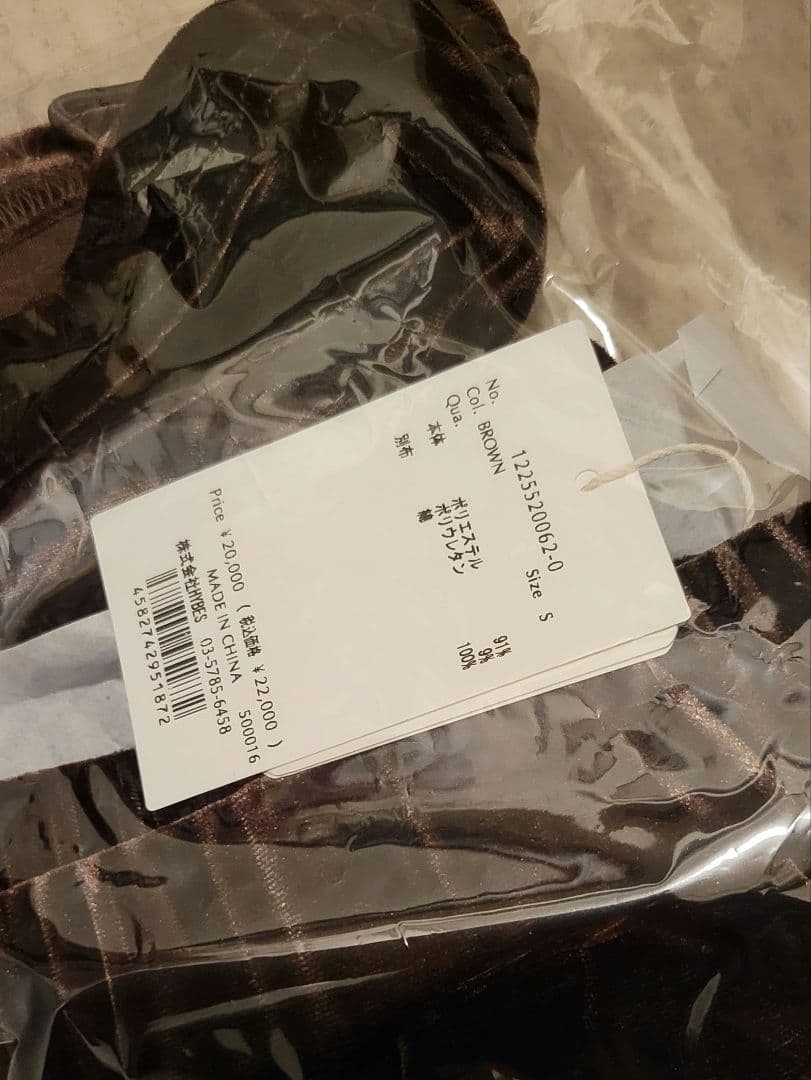 No. 1225520062-0 Size S
Col. BROWN
Qua.
本体 ポリエステル 91%
ポリウレタン 9%
別布 綿 100%
Price ¥20,000 ( 税込価格 ¥22,000 )
MADE IN CHINA 500016
株式会社HYBES 03-5785-6458
4582742951872